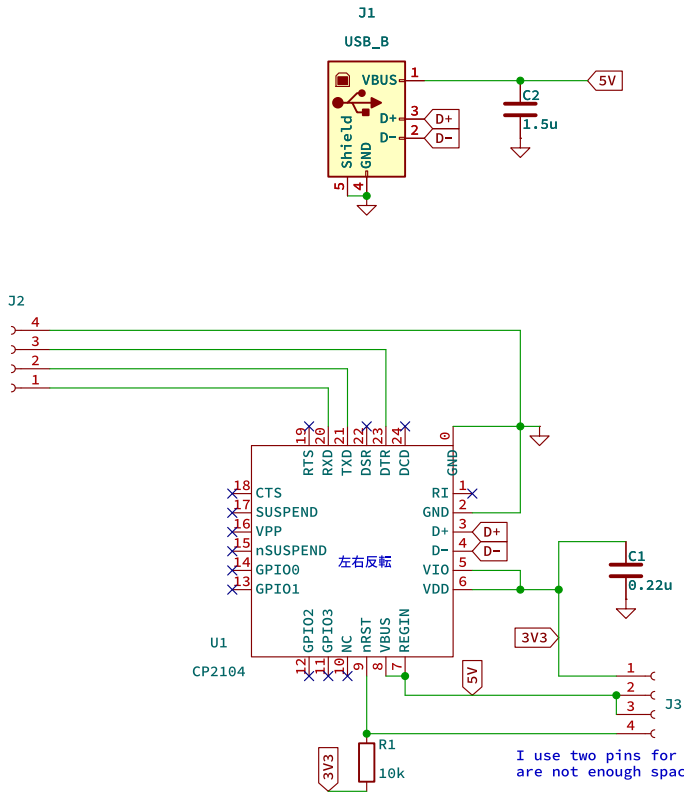 J1
USB_B
VBUS 1
5V
C2
1.5u
D+ 3 D+
D- 2 D-
Shield
GND
5
4
J2
4
3
2
1
19
20
21
22
23
24
0
RTS
RXD
TXD
DSR
DTR
DCD
GND
18 CTS
RI 1
17 SUSPEND
GND 2
16 VPP
D+ 3 D+
15 nSUSPEND
D- 4 D-
14 GPIO0
左右反転
VIO 5
13 GPIO1
VDD 6
C1
0.22u
GPIO2
GPIO3
NC
nRST
VBUS
REGIN
U1
CP2104
12
11
10
9
8
7
3V3
5V
1
2
3
4
J3
R1
10k
3V3
I use two pins for
are not enough spac